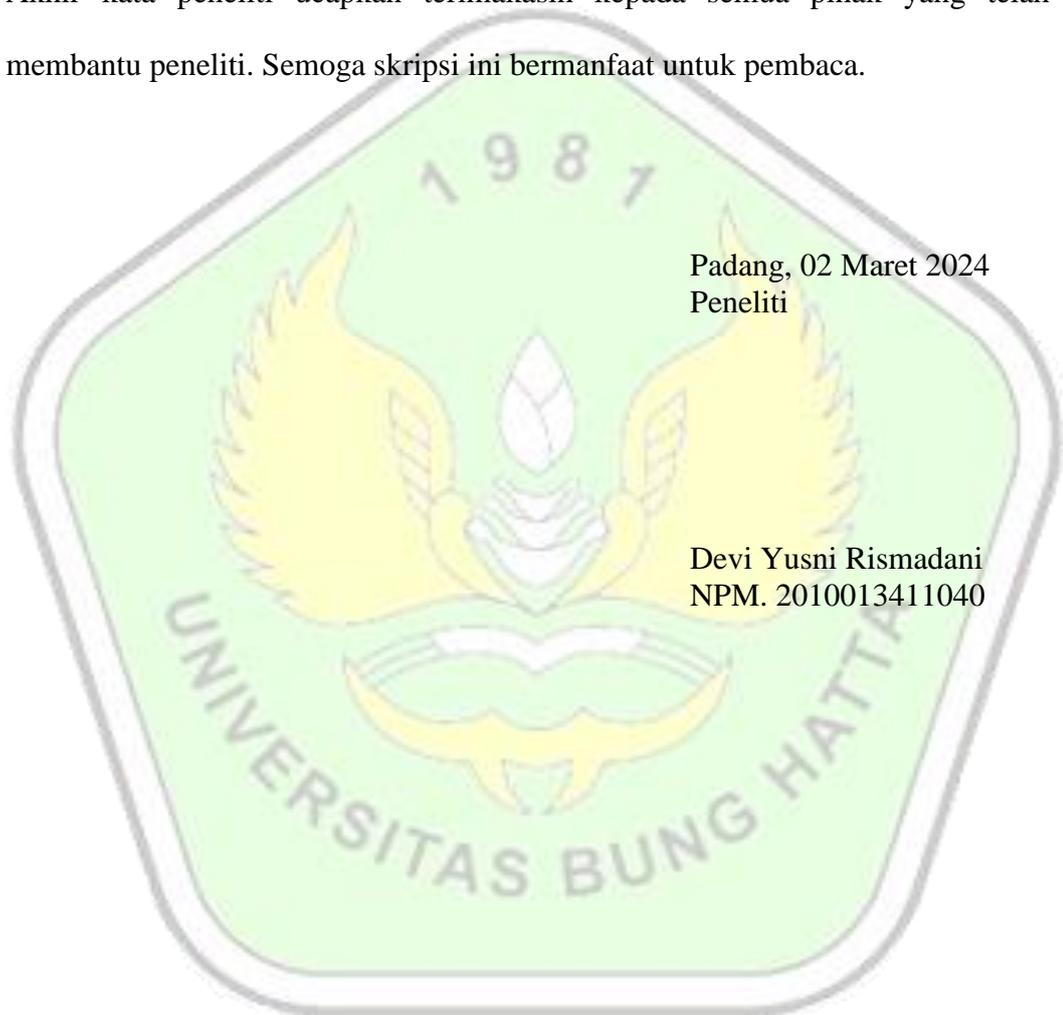 Akhir kata peneliti ucapkan terimakasih kepada semua pihak yang telah
membantu peneliti. Semoga skripsi ini bermanfaat untuk pembaca.
1981
Padang, 02 Maret 2024
Peneliti
Devi Yusni Rismadani
NPM. 2010013411040
UNIVERSITAS BUNG HATTA